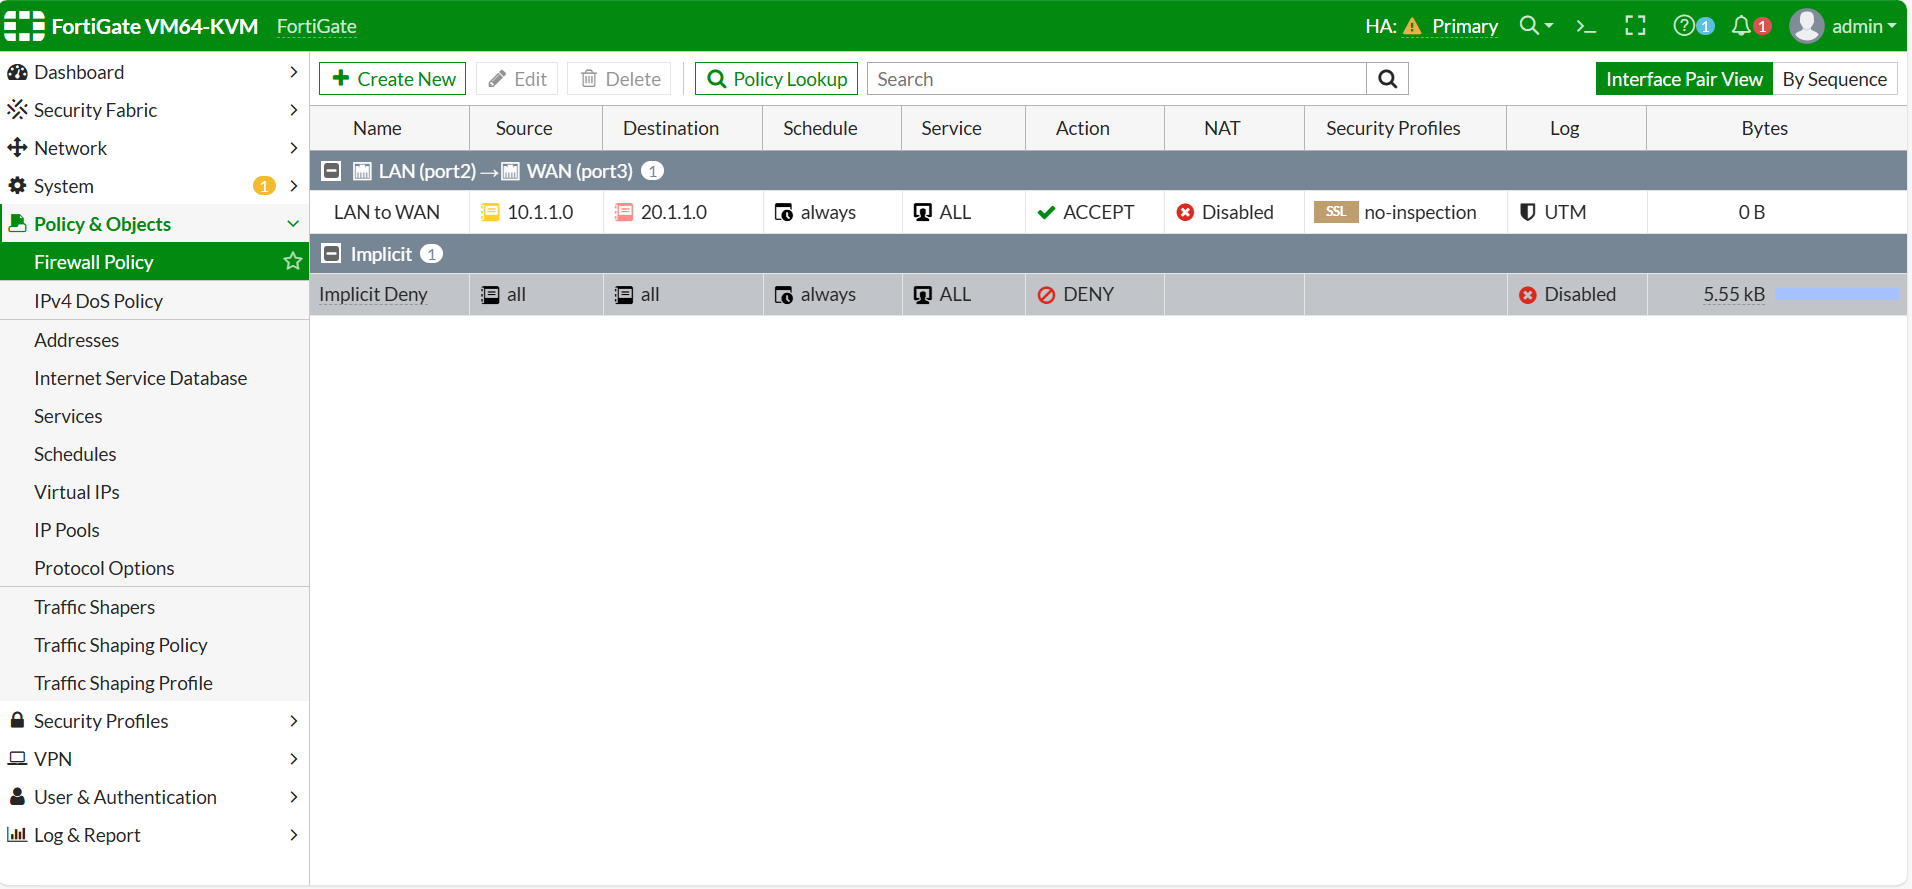 FortiGate VM64-KVM FortiGate HA: Primary 1 1 admin
Dashboard
Security Fabric
Network
System 1
Policy & Objects
Firewall Policy
IPv4 DoS Policy
Addresses
Internet Service Database
Services
Schedules
Virtual IPs
IP Pools
Protocol Options
Traffic Shapers
Traffic Shaping Policy
Traffic Shaping Profile
Security Profiles
VPN
User & Authentication
Log & Report
Create New Edit Delete Policy Lookup Search Interface Pair View By Sequence
Name Source Destination Schedule Service Action NAT Security Profiles Log Bytes
LAN (port2) → WAN (port3) 1
LAN to WAN 10.1.1.0 20.1.1.0 always ALL ACCEPT Disabled SSL no-inspection UTM 0 B
Implicit 1
Implicit Deny all all always ALL DENY Disabled 5.55 kB